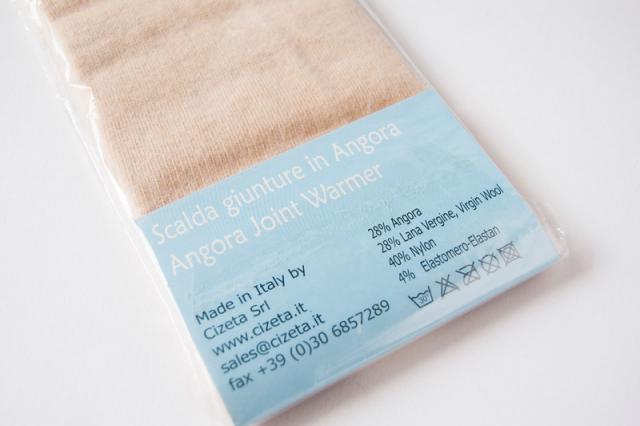 Scalda giunture in Angora
Angora Joint Warmer
Made in Italy by
Cizeta Srl
www.cizeta.it
sales@cizeta.it
fax +39 (0)30 6857289
28% Angora
28% Lana Vergine, Virgin Wool
40% Nylon
4% Elastomero-Elastan
30°